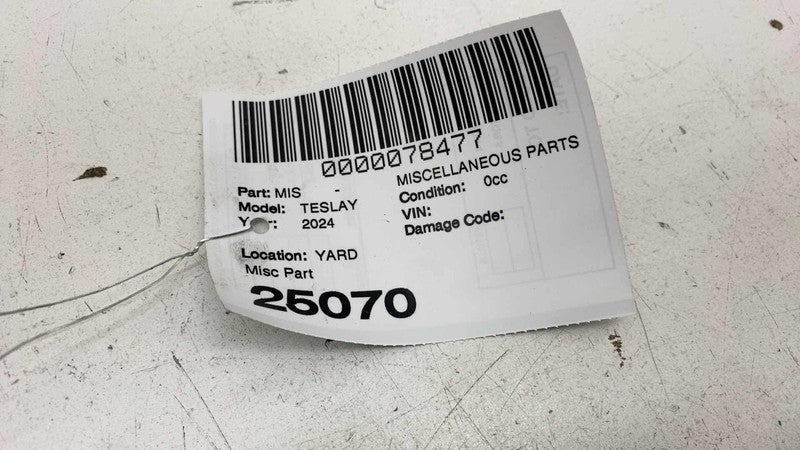 0000078477
Part: MIS -
MISCELLANEOUS PARTS
Model: TESLAY
Condition: 0cc
2024
VIN:
Damage Code:
Location: YARD
Misc Part
25070